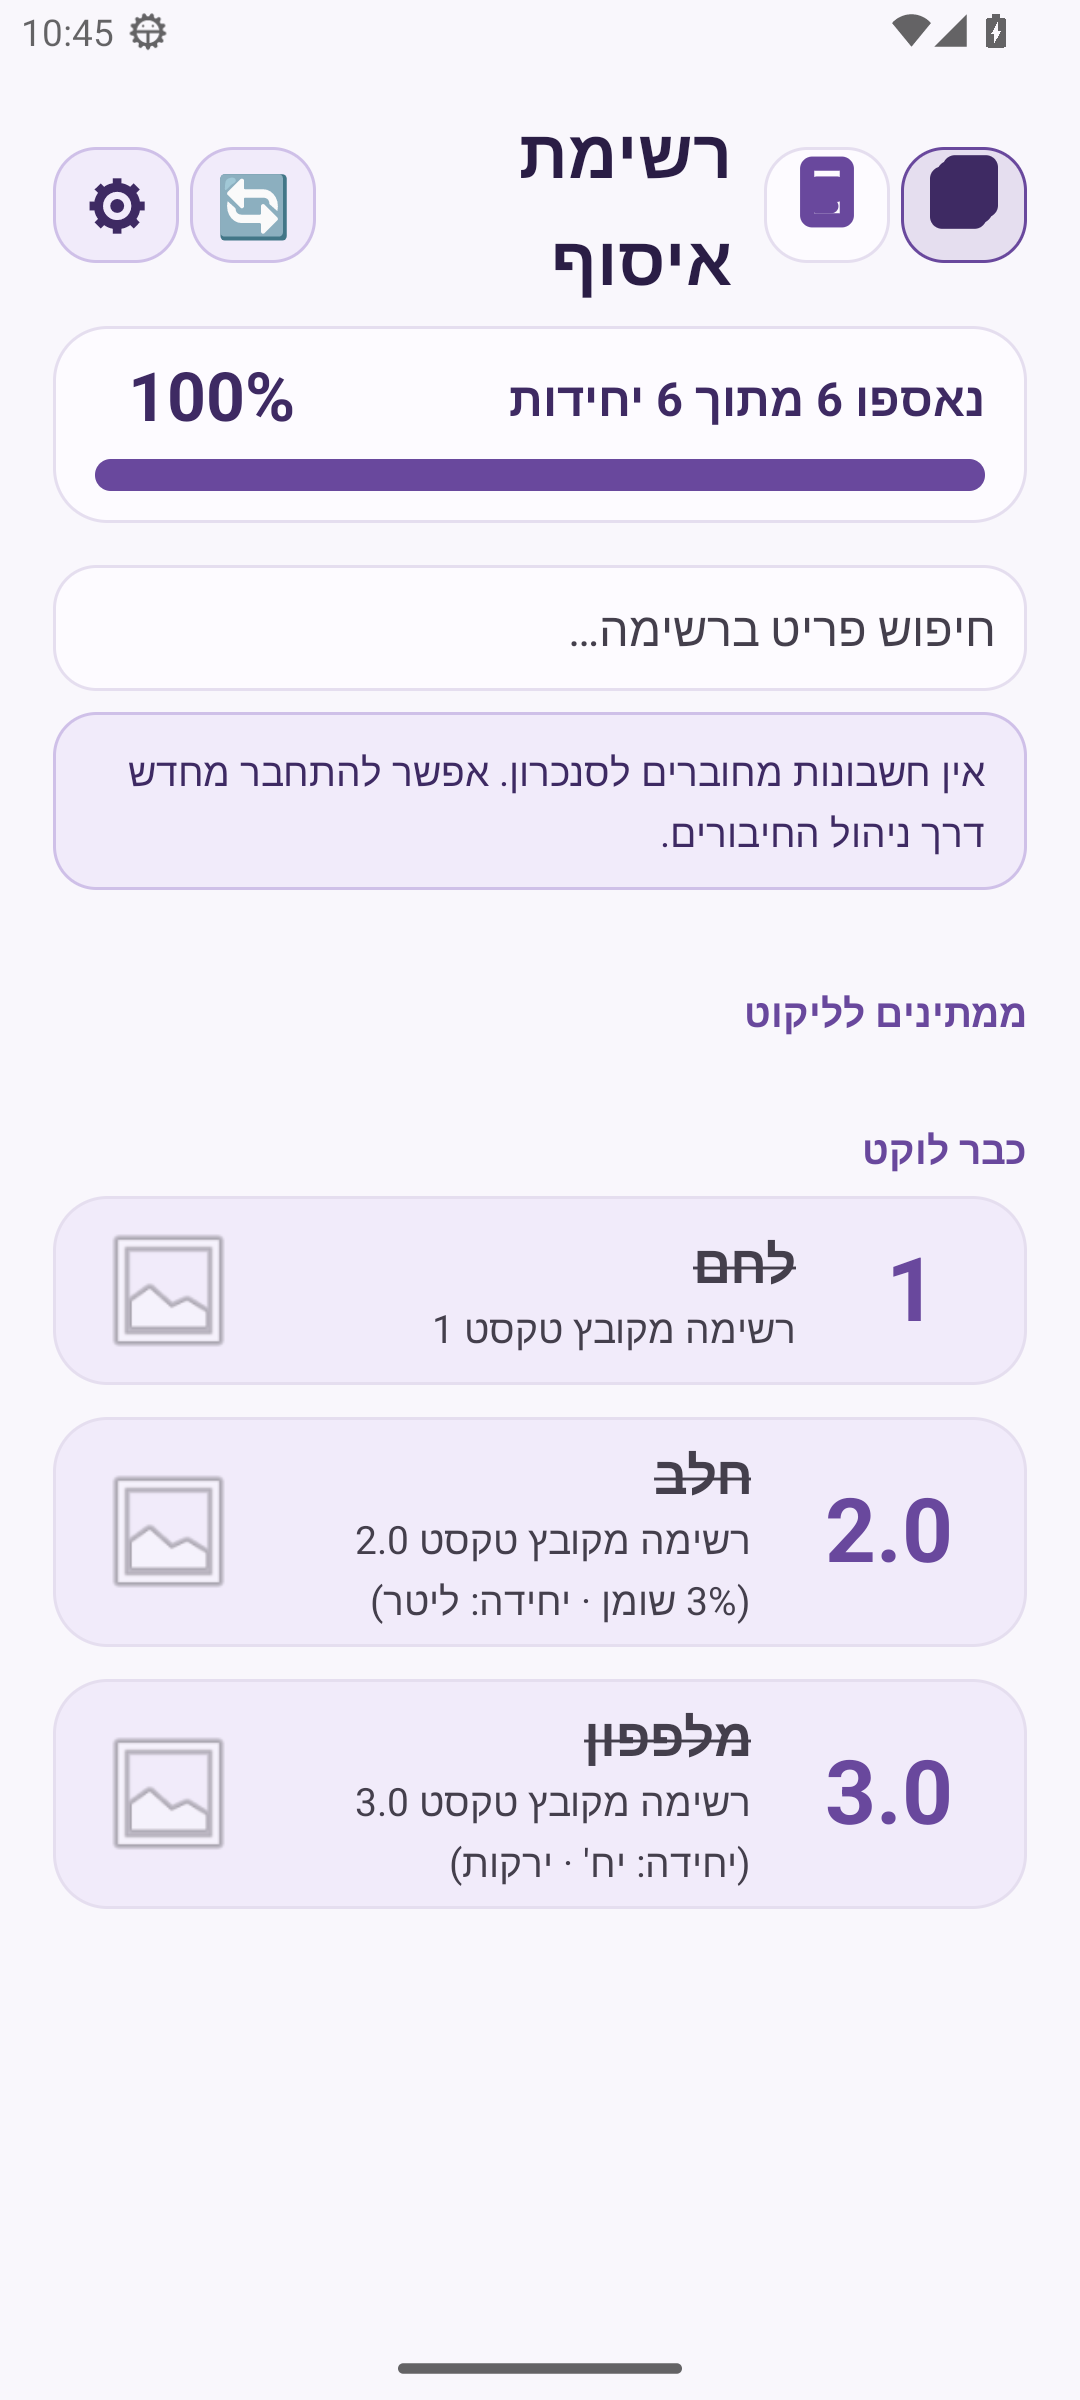 10:45
רשימת
איסוף
נאספו 6 מתוך 6 יחידות
100%
חיפוש פריט ברשימה...
אין חשבונות מחוברים לסנכרון. אפשר להתחבר מחדש
דרך ניהול החיבורים.
ממתינים לליקוט
כבר לוקט
1
לחם
רשימה מקובץ טקסט 1
2.0
חלב
רשימה מקובץ טקסט 2.0
(3% שומן · יחידה: ליטר)
3.0
מלפפון
רשימה מקובץ טקסט 3.0
(יחידה: יח' · ירקות)